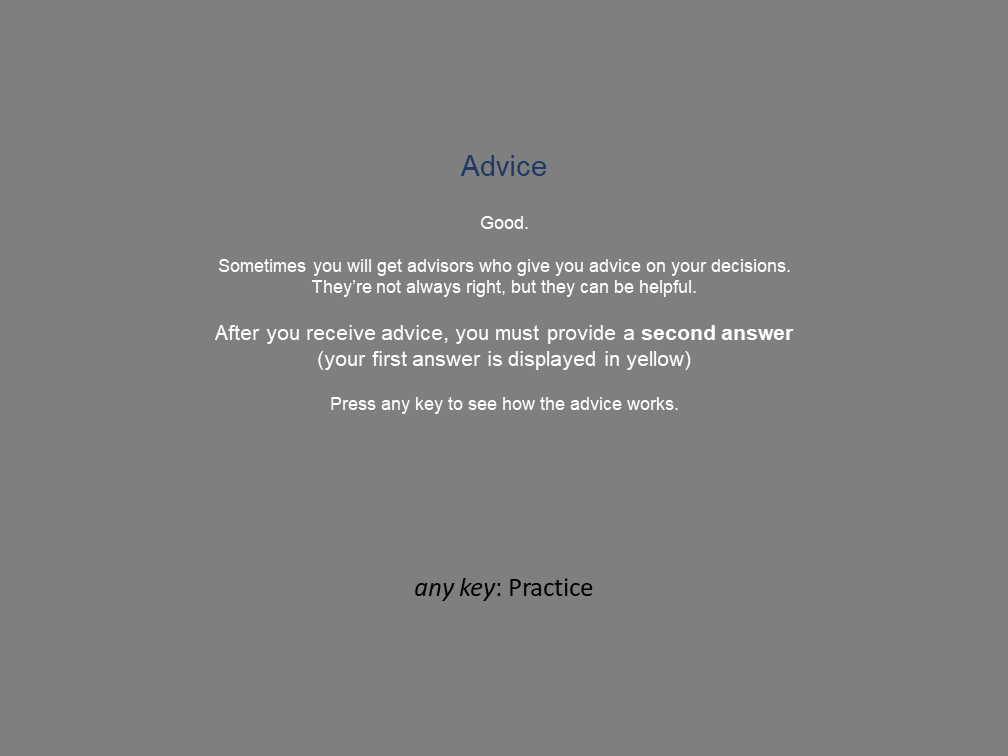 Advice
Good.
Sometimes you will get advisors who give you advice on your decisions.
They’re not always right, but they can be helpful.
After you receive advice, you must provide a second answer
(your first answer is displayed in yellow)
Press any key to see how the advice works.
any key: Practice